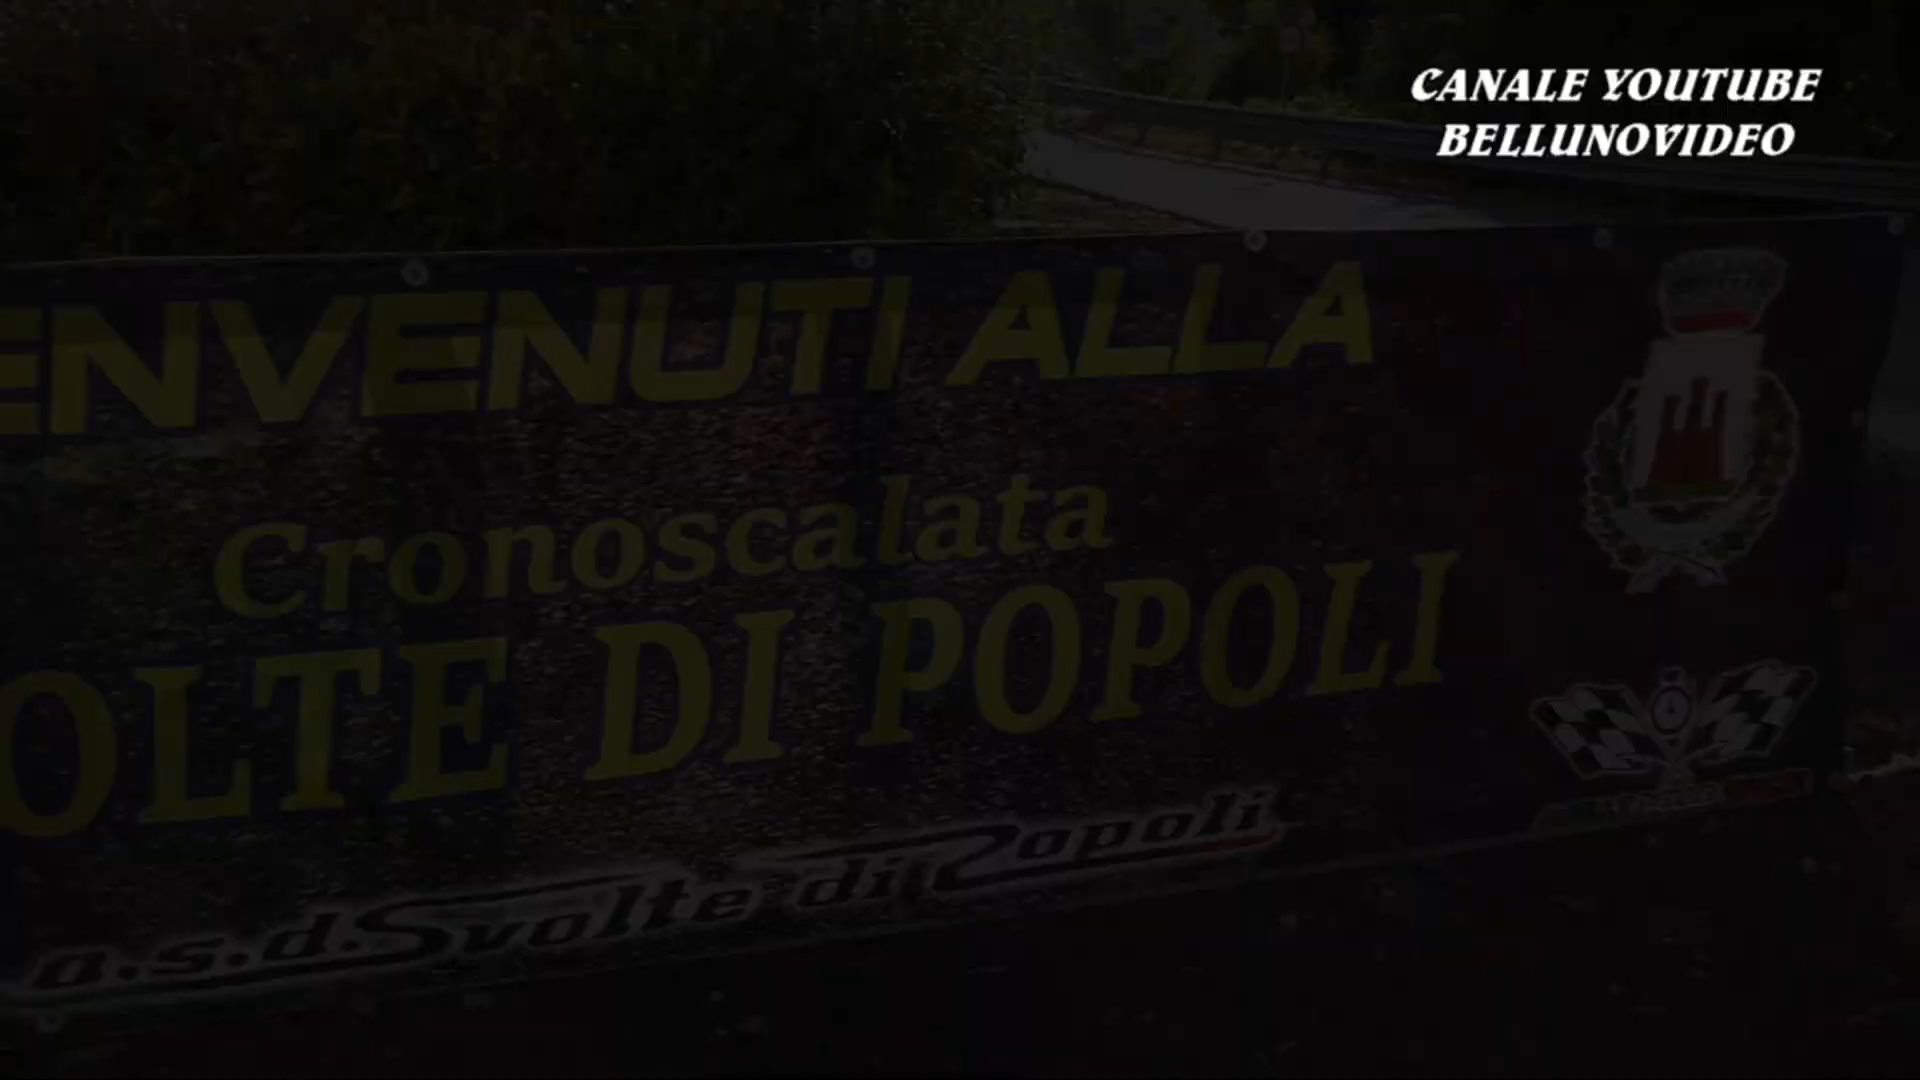 CANALE YOUTUBE
BELLUNOVIDEO
ENVENUTI ALLA
Cronoscalata
OLTE DI POPOLI
a.s.d. Svolte di Popoli